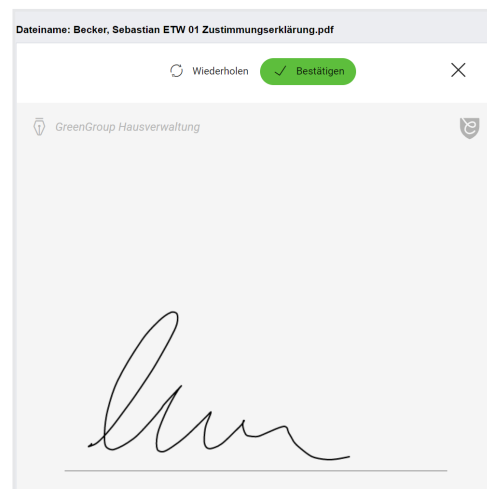 Dateiname: Becker, Sebastian ETW 01 Zustimmungserklärung.pdf
Wiederholen Bestätigen
GreenGroup Hausverwaltung